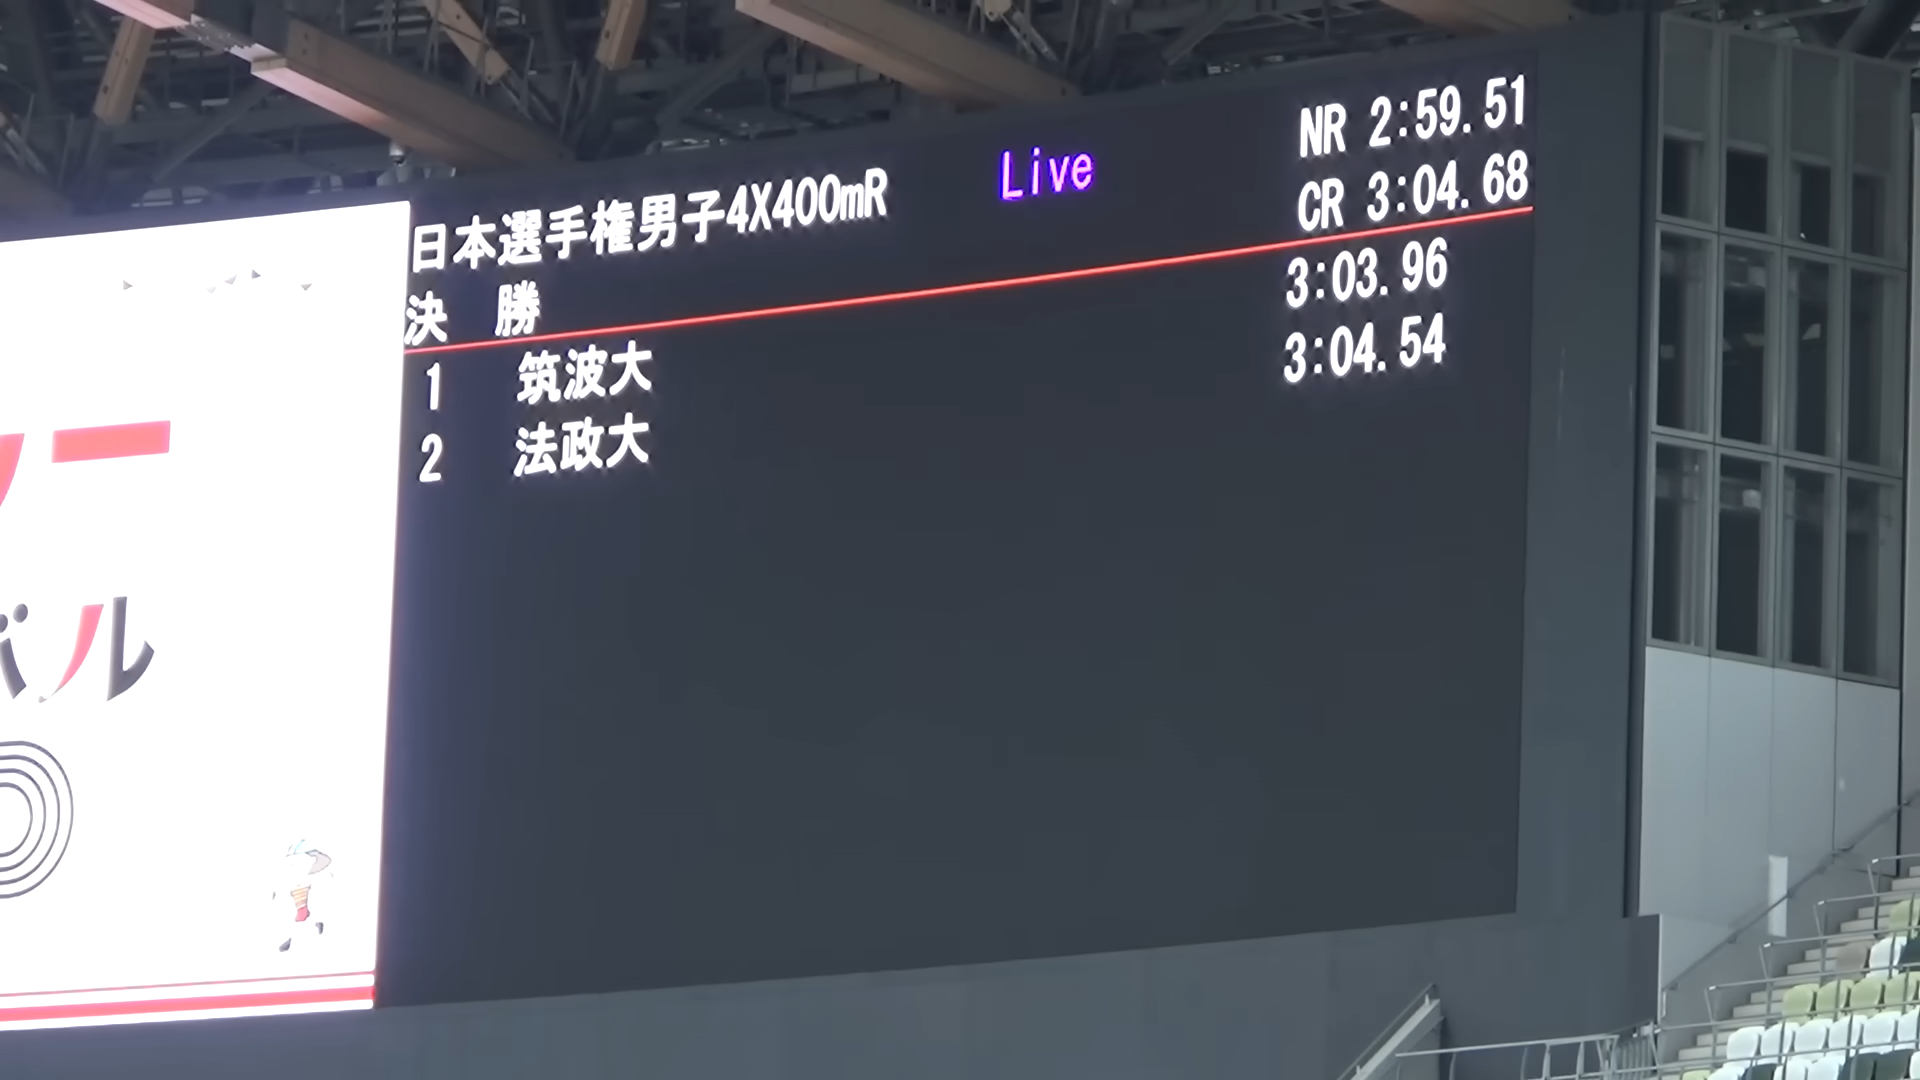 日本選手権男子4X400mR Live NR 2:59.51
CR 3:04.68
決 勝
1 筑波大 3:03.96
2 法政大 3:04.54
バル